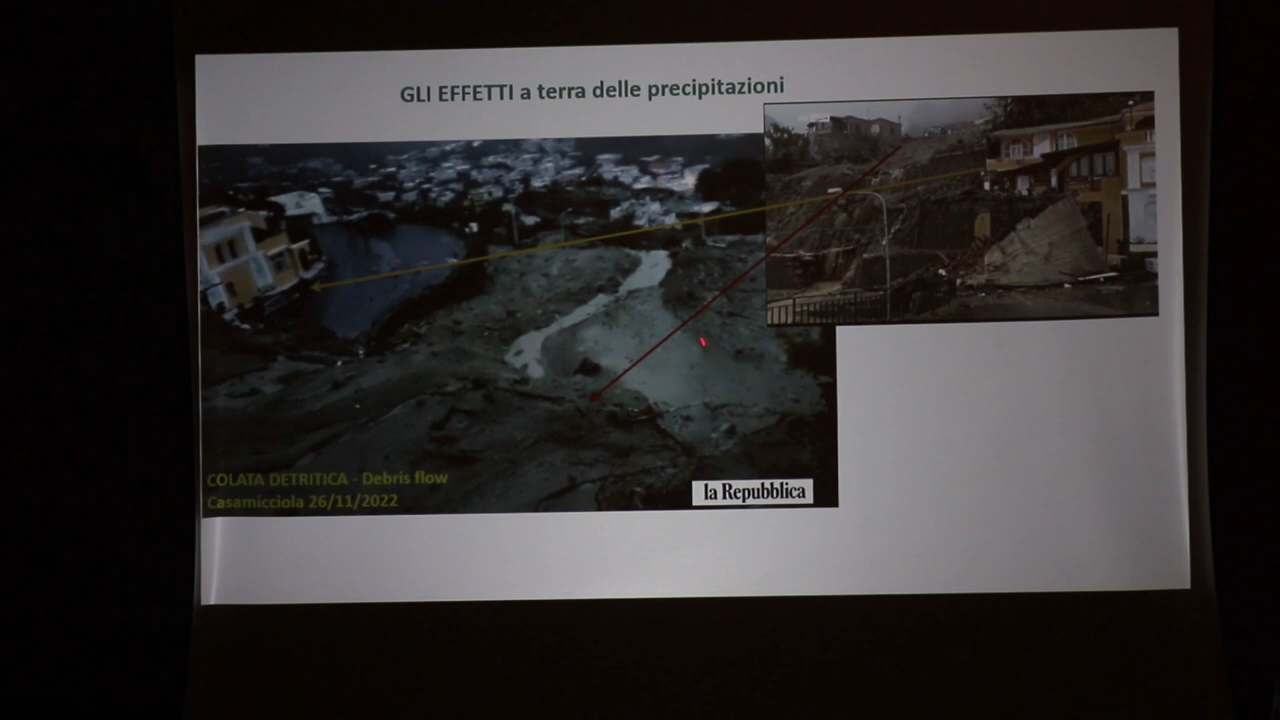 GLI EFFETTI a terra delle precipitazioni
COLATA DETRITICA - Debris flow
Casamicciola 26/11/2022
la Repubblica